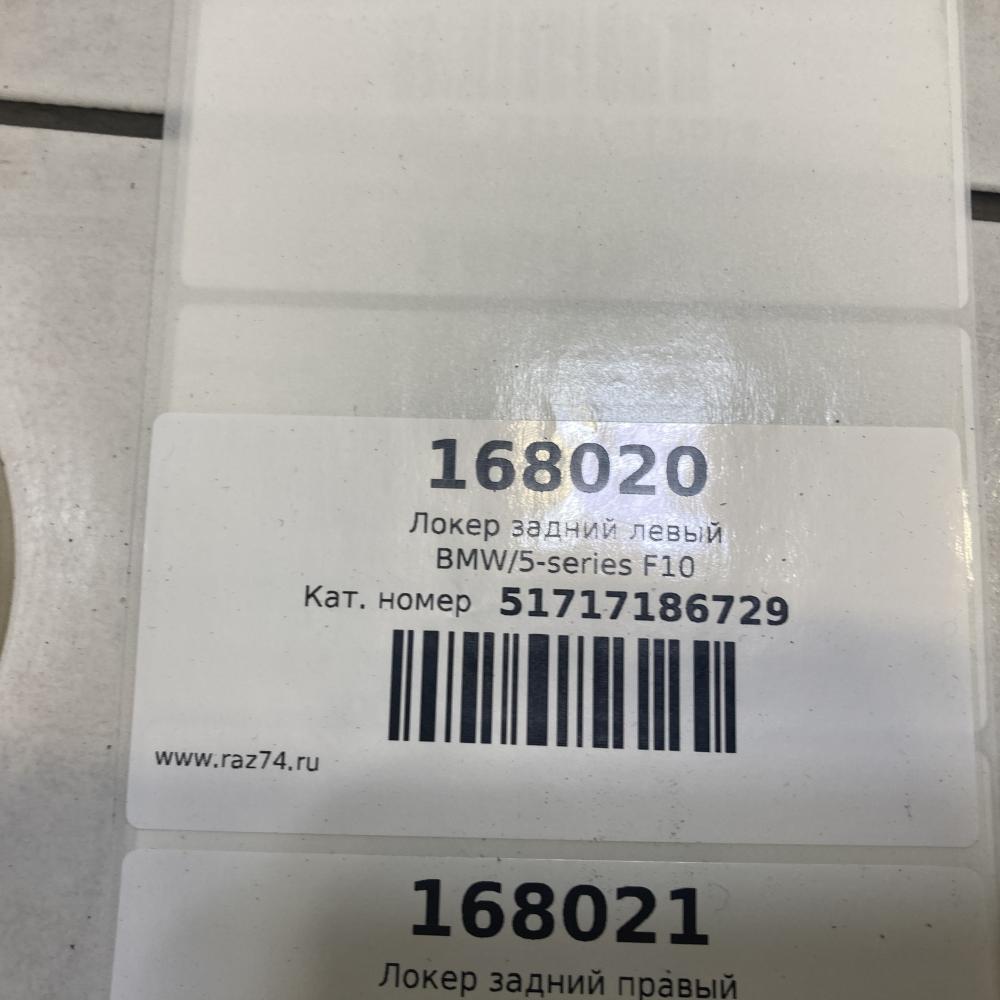 168020
Локер задний левый
BMW/5-series F10
Кат. номер 51717186729
www.raz74.ru
168021
Локер задний правый